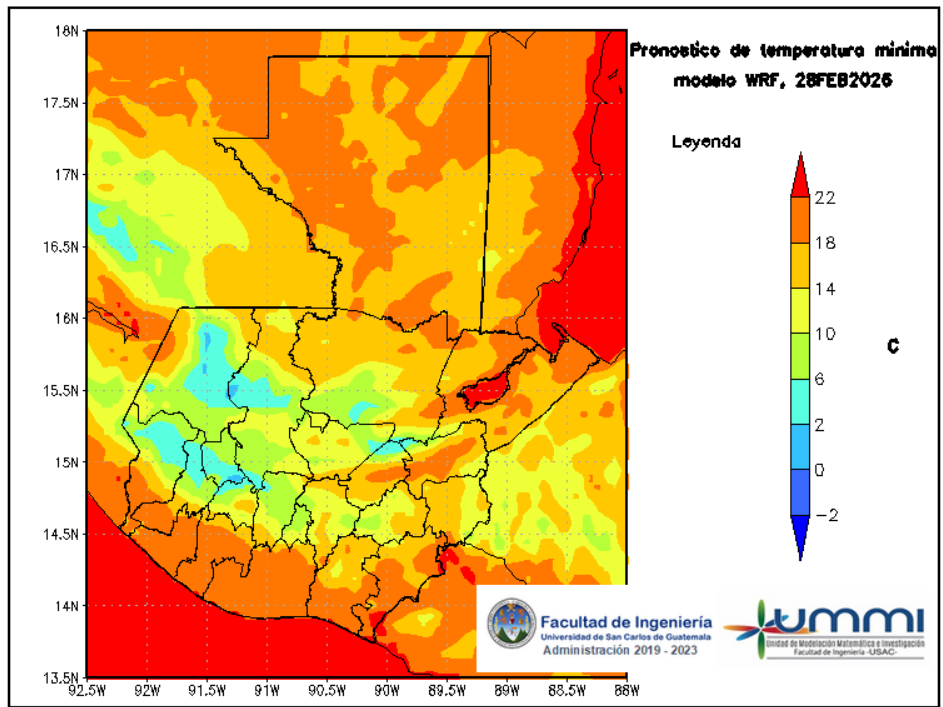 Pronostico de temperatura minima
modelo WRF, 28FEB2026
Leyenda
22
18
14
10
6
2
0
−2
C
18N
17.5N
17N
16.5N
16N
15.5N
15N
14.5N
14N
13.5N
92.5W
92W
91.5W
91W
90.5W
90W
89.5W
89W
88.5W
88W
Facultad de Ingeniería
Universidad de San Carlos de Guatemala
Administración 2019 - 2023
ummi
Unidad de Modelación Matemática e Investigación
Facultad de Ingeniería -USAC-